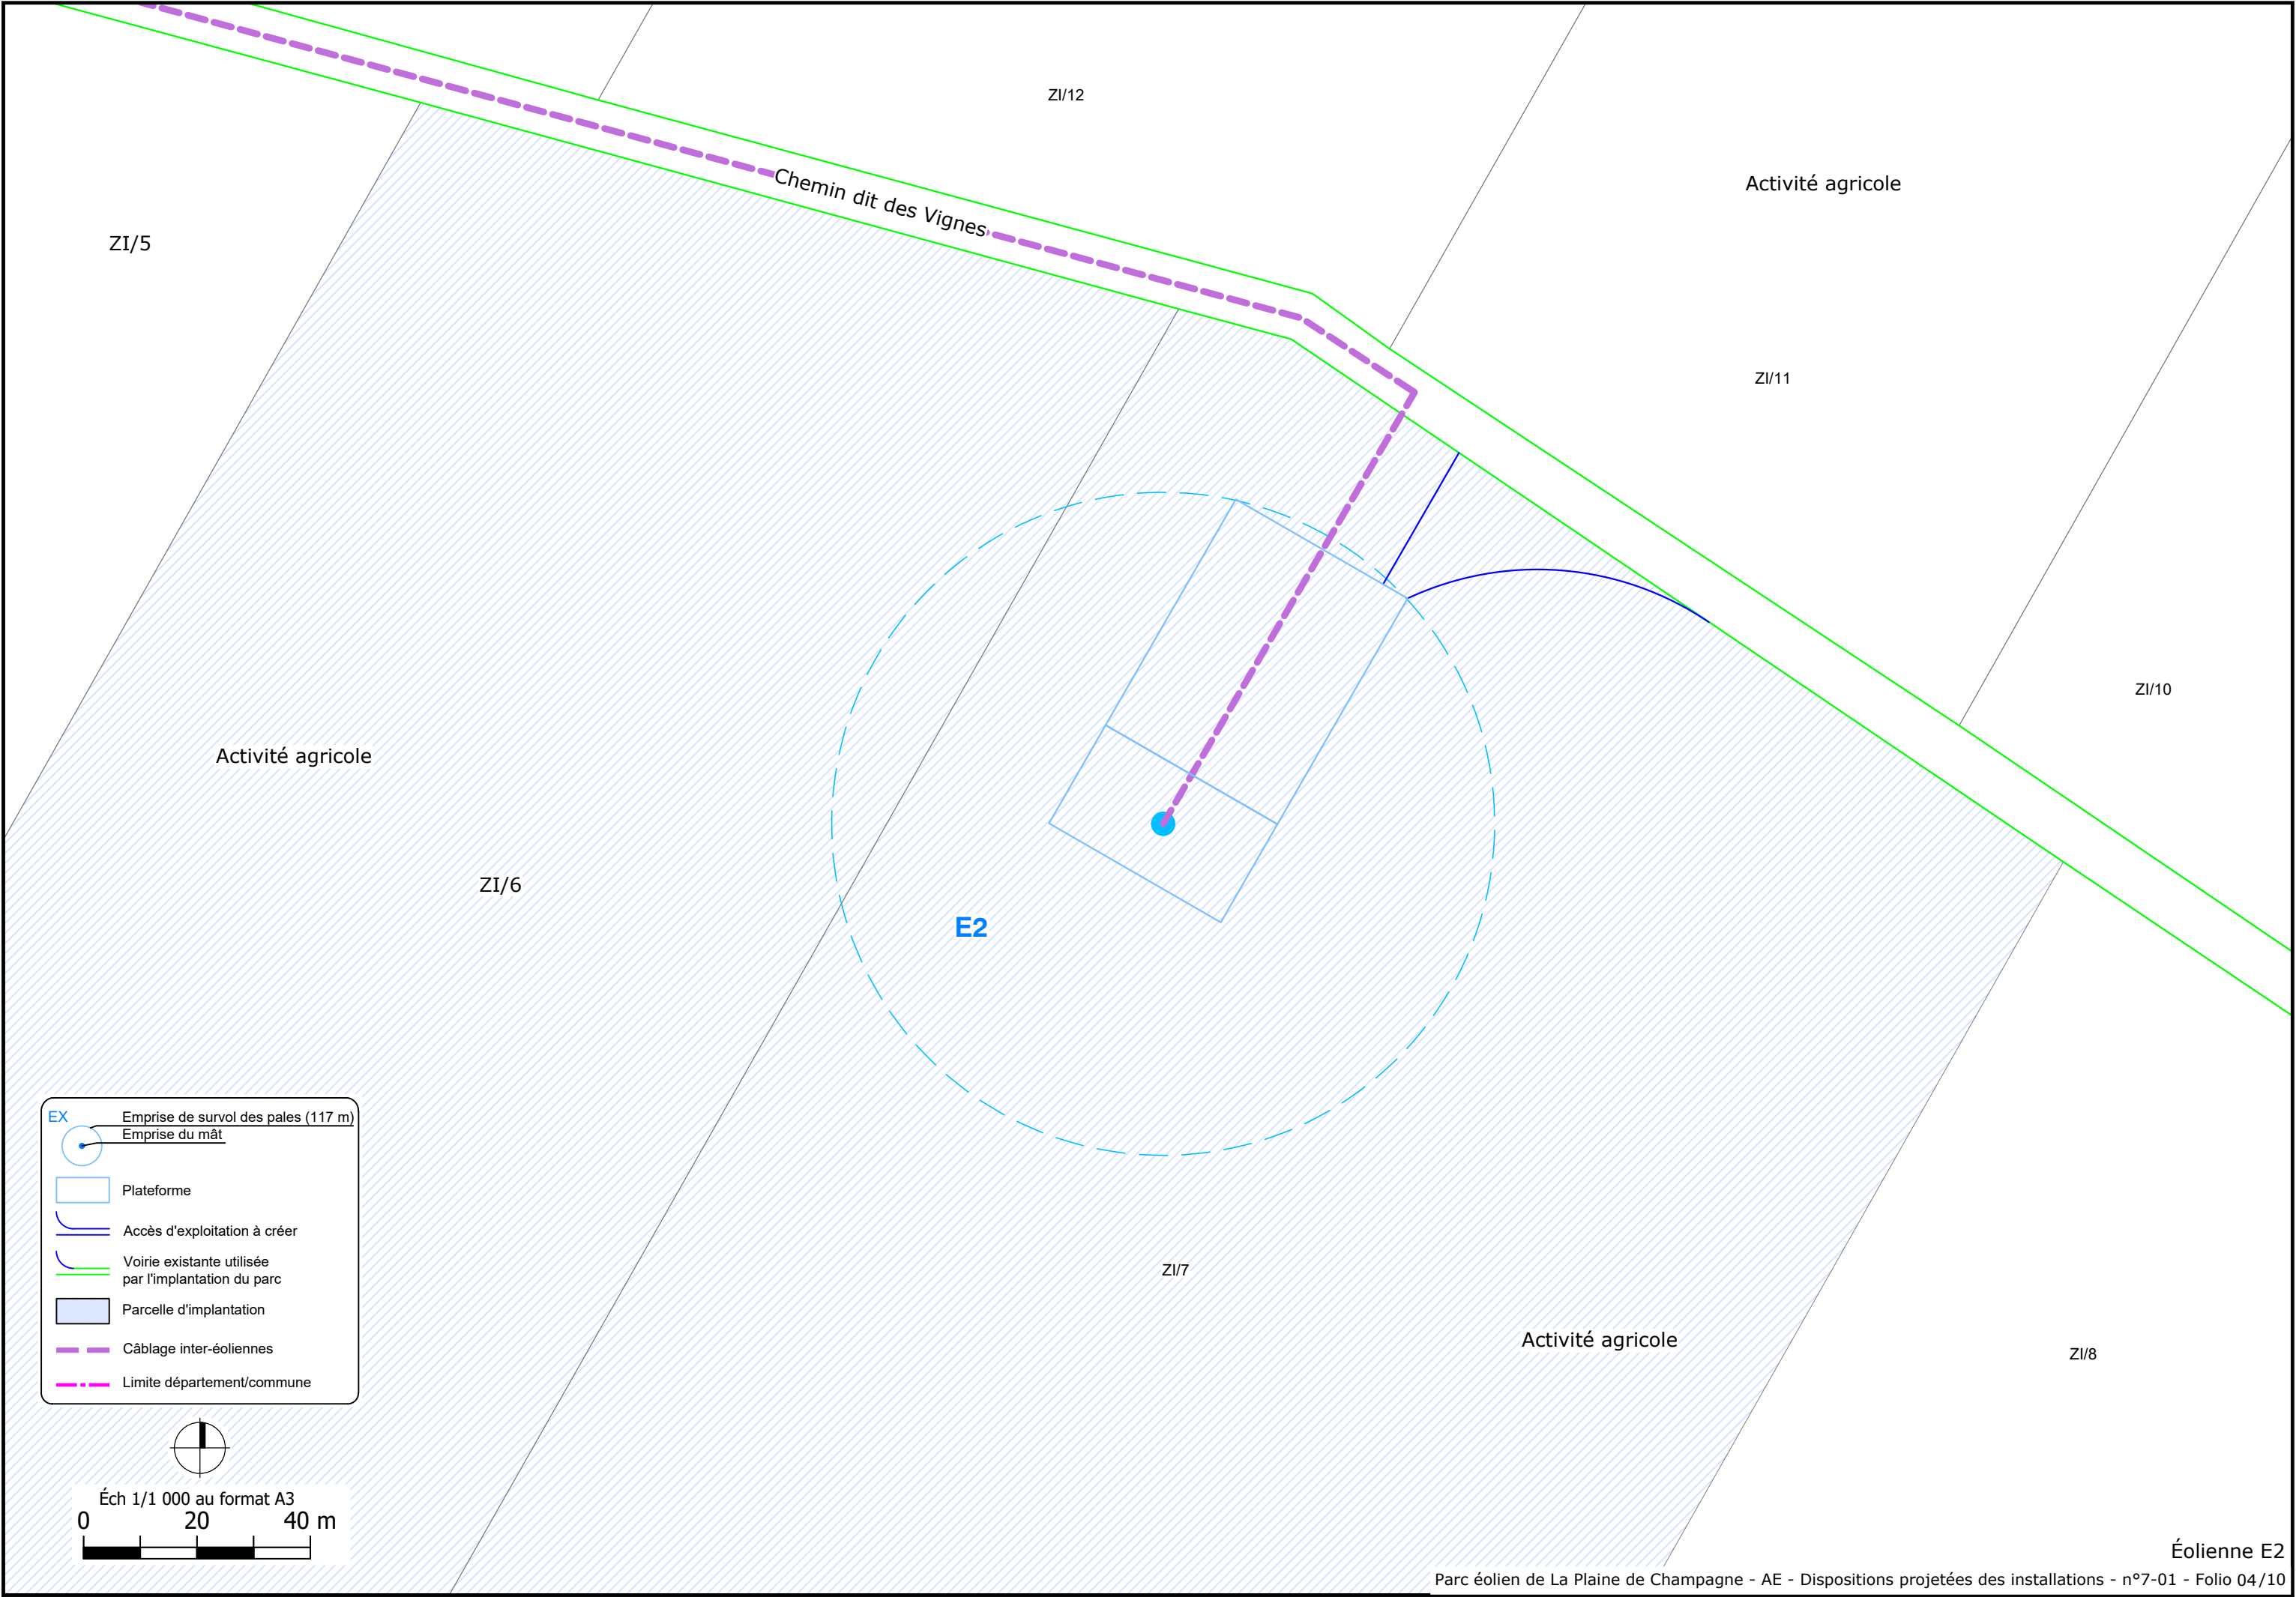 ZI/12
Activité agricole
Chemin dit des Vignes
ZI/5
ZI/11
ZI/10
Activité agricole
ZI/6
E2
ZI/7
Activité agricole
ZI/8
EX
Emprise de survol des pales (117 m)
Emprise du mât
Plateforme
Accès d'exploitation à créer
Voirie existante utilisée
par l'implantation du parc
Parcelle d'implantation
Câblage inter-éoliennes
Limite département/commune
Éch 1/1 000 au format A3
0 20 40 m
Éolienne E2
Parc éolien de La Plaine de Champagne - AE - Dispositions projetées des installations - n°7-01 - Folio 04/10